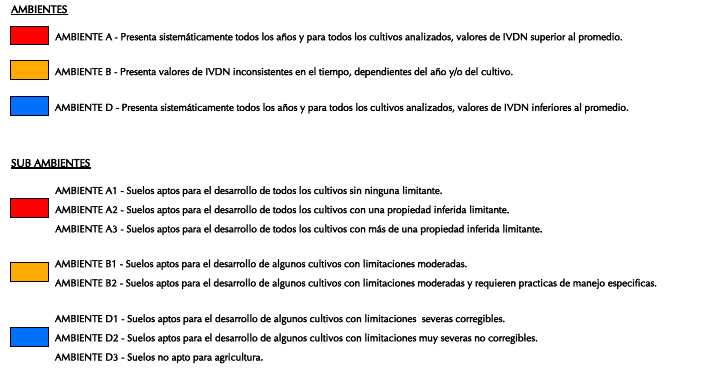 AMBIENTES
AMBIENTE A - Presenta sistemáticamente todos los años y para todos los cultivos analizados, valores de IVDN superior al promedio.
AMBIENTE B - Presenta valores de IVDN inconsistentes en el tiempo, dependientes del año y/o del cultivo.
AMBIENTE D - Presenta sistemáticamente todos los años y para todos los cultivos analizados, valores de IVDN inferiores al promedio.
SUB AMBIENTES
AMBIENTE A1 - Suelos aptos para el desarrollo de todos los cultivos sin ninguna limitante.
AMBIENTE A2 - Suelos aptos para el desarrollo de todos los cultivos con una propiedad inferida limitante.
AMBIENTE A3 - Suelos aptos para el desarrollo de todos los cultivos con más de una propiedad inferida limitante.
AMBIENTE B1 - Suelos aptos para el desarrollo de algunos cultivos con limitaciones moderadas.
AMBIENTE B2 - Suelos aptos para el desarrollo de algunos cultivos con limitaciones moderadas y requieren practicas de manejo especificas.
AMBIENTE D1 - Suelos aptos para el desarrollo de algunos cultivos con limitaciones severas corregibles.
AMBIENTE D2 - Suelos aptos para el desarrollo de algunos cultivos con limitaciones muy severas no corregibles.
AMBIENTE D3 - Suelos no apto para agricultura.